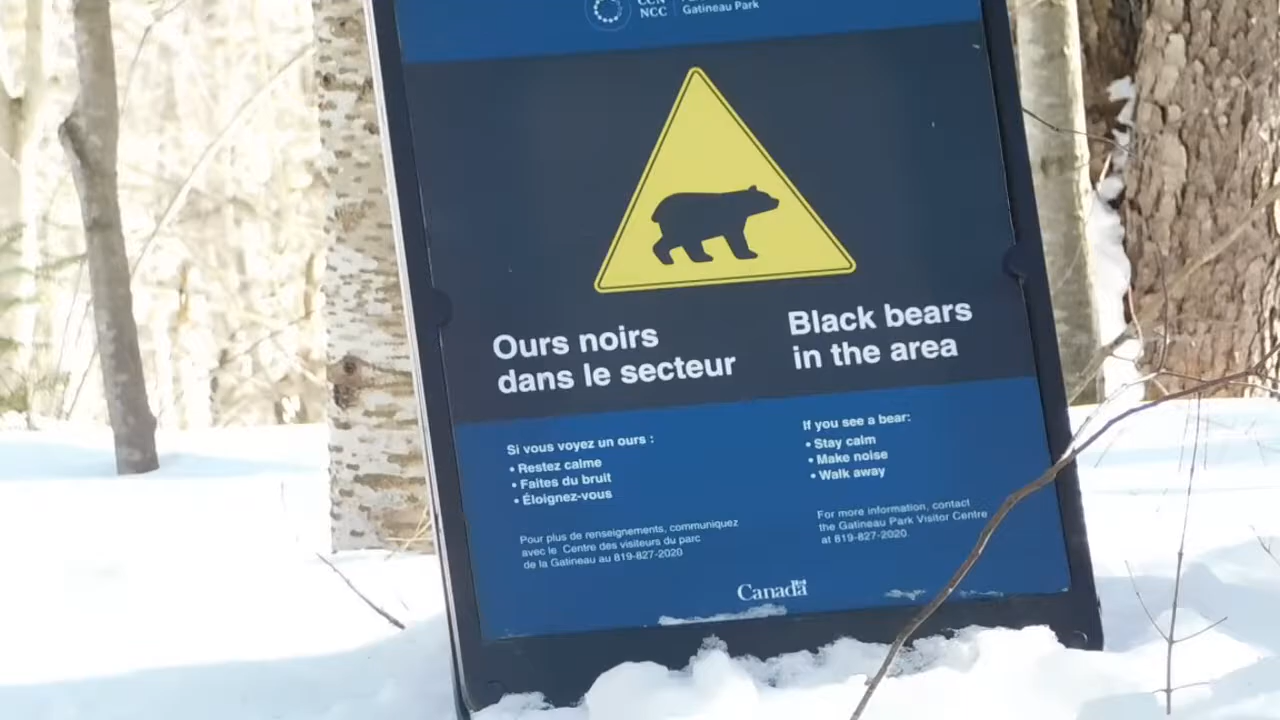 CCN
NCC
Gatineau Park
Ours noirs
dans le secteur
Black bears
in the area
Si vous voyez un ours :
• Restez calme
• Faites du bruit
• Éloignez-vous
If you see a bear:
• Stay calm
• Make noise
• Walk away
Pour plus de renseignements, communiquez
avec le Centre des visiteurs du parc
de la Gatineau au 819-827-2020
For more information, contact
the Gatineau Park Visitor Centre
at 819-827-2020
Canada